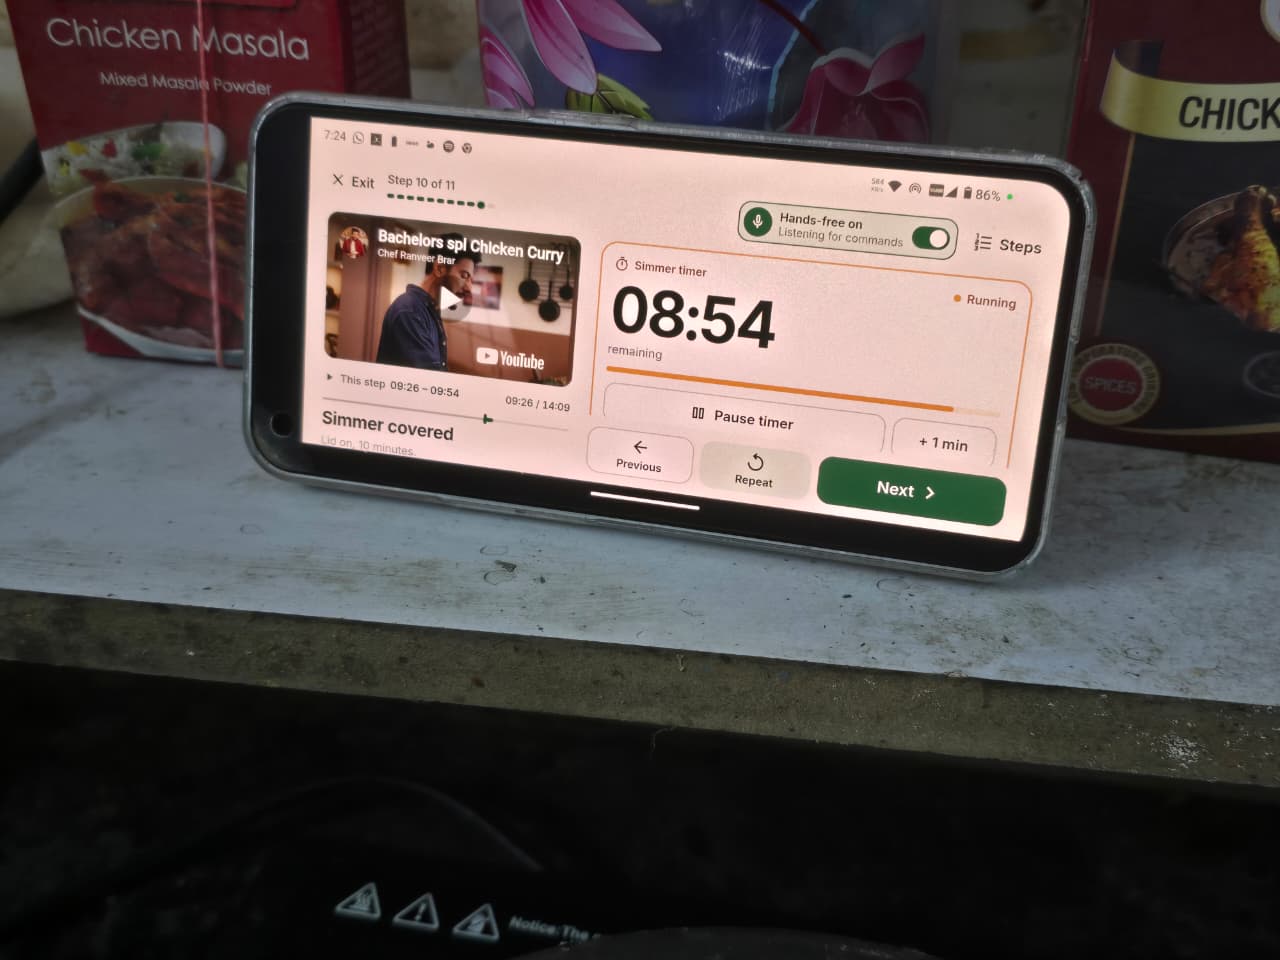 Chicken Masala
Mixed Masala Powder
CHICK
SPICES
7:24
86%
Exit
Step 10 of 11
Hands-free on
Listening for commands
Steps
Bachelors spl Chicken Curry
Chef Ranveer Brar
YouTube
This step 09:26 – 09:54
09:26 / 14:09
Simmer covered
Lid on, 10 minutes.
Simmer timer
Running
08:54
remaining
Pause timer
+ 1 min
Previous
Repeat
Next
Notice: The